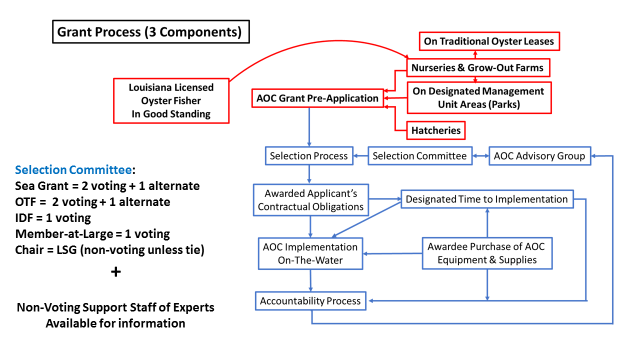 Grant Process (3 Components)
On Traditional Oyster Leases
Nurseries & Grow-Out Farms
Louisiana Licensed
Oyster Fisher
In Good Standing
On Designated Management
Unit Areas (Parks)
AOC Grant Pre-Application
Hatcheries
Selection Process
Selection Committee
AOC Advisory Group
Selection Committee:
Sea Grant = 2 voting + 1 alternate
OTF = 2 voting + 1 alternate
IDF = 1 voting
Member-at-Large = 1 voting
Chair = LSG (non-voting unless tie)
+
Non-Voting Support Staff of Experts
Available for information
Awarded Applicant's
Contractual Obligations
Designated Time to Implementation
AOC Implementation
On-The-Water
Awardee Purchase of AOC
Equipment & Supplies
Accountability Process